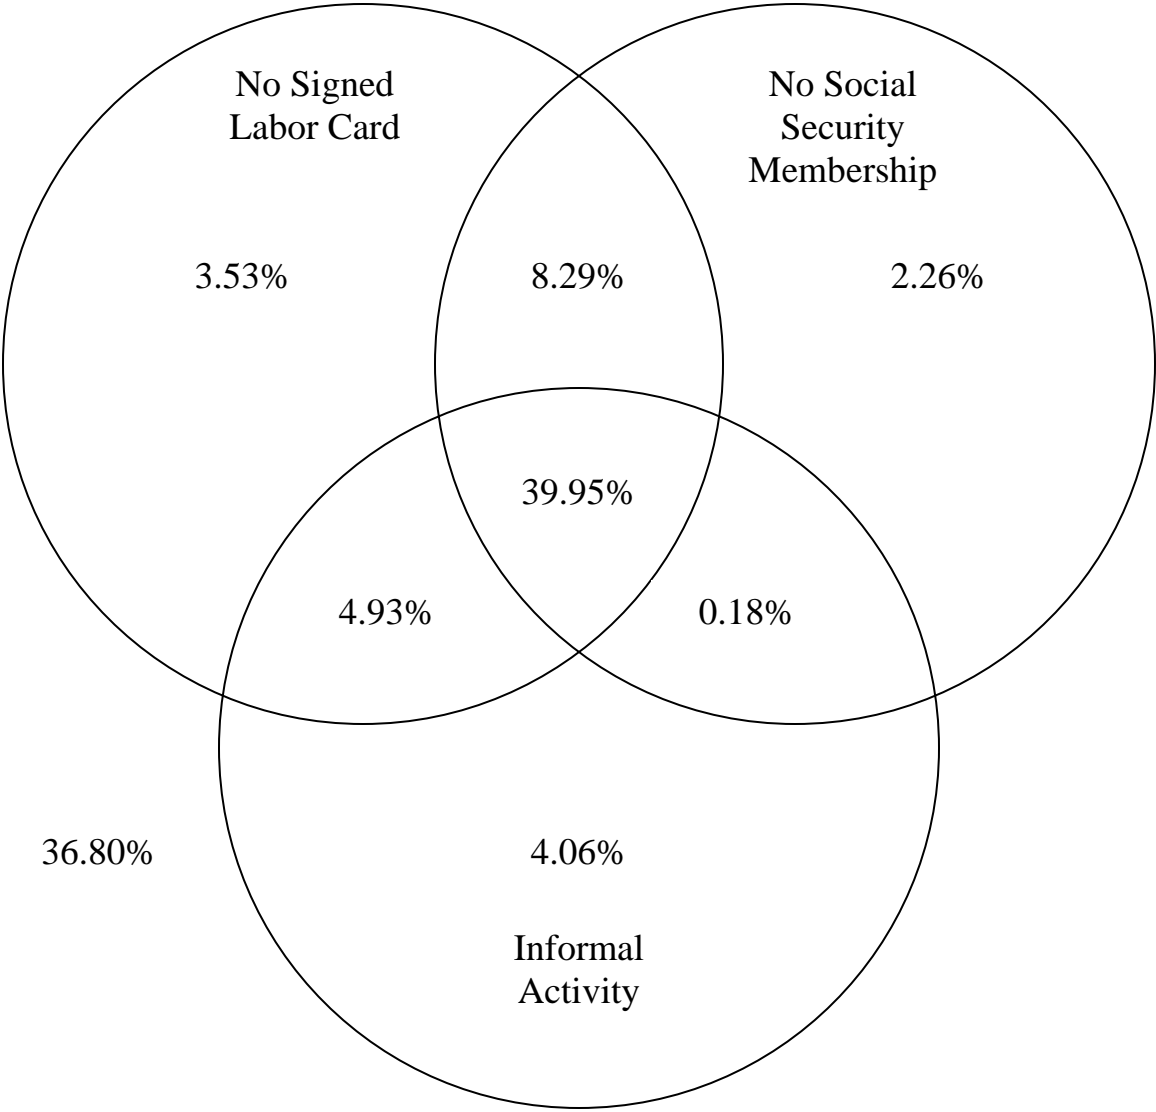 No Signed
Labor Card
No Social
Security
Membership
3.53%
8.29%
2.26%
39.95%
4.93%
0.18%
36.80%
4.06%
Informal
Activity